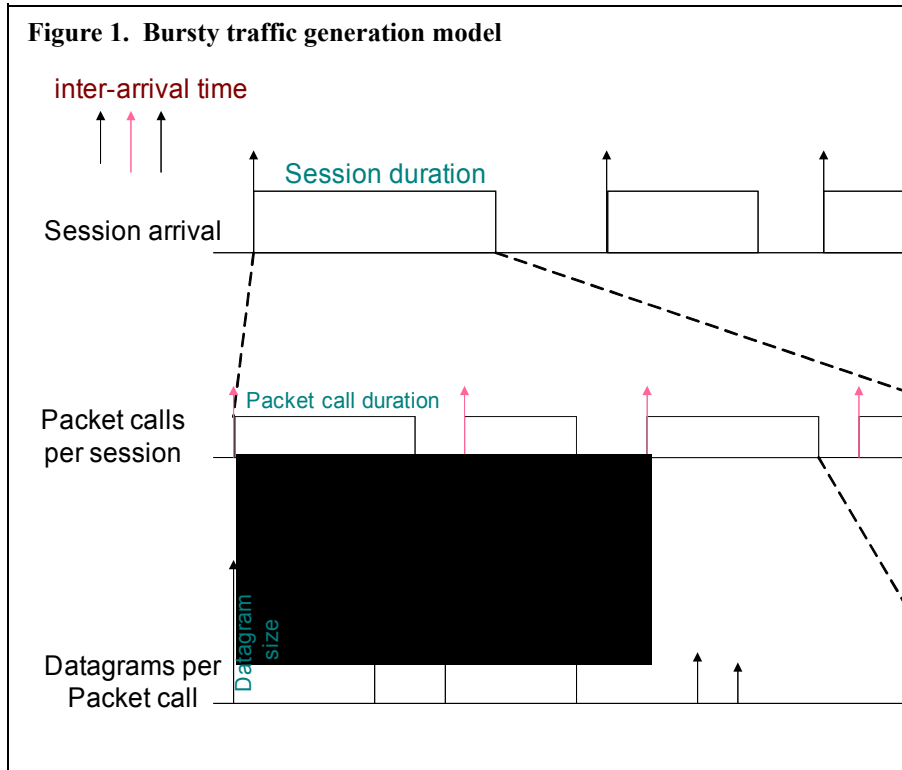 Figure 1. Bursty traffic generation model
inter-arrival time
Session duration
Session arrival
Packet call duration
Packet calls
per session
Datagram
size
Datagrams per
Packet call